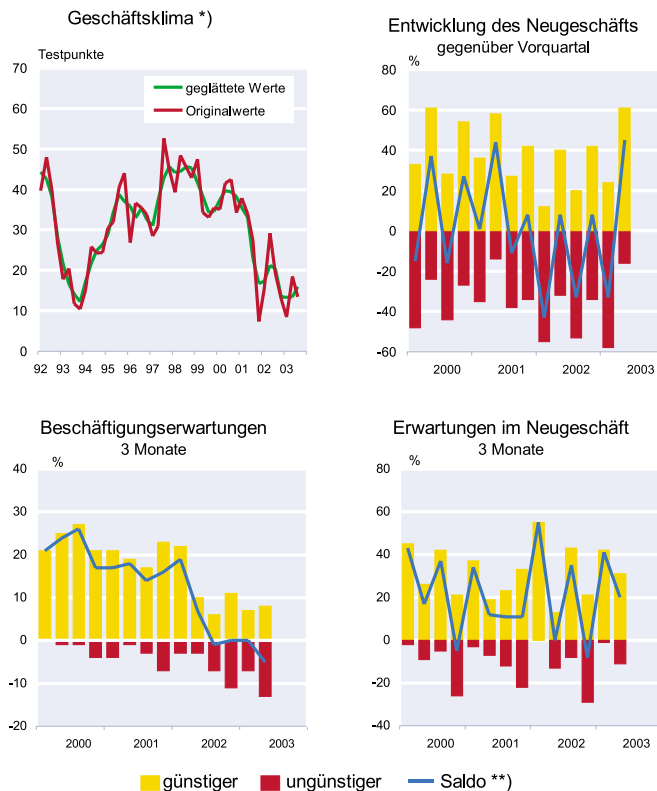 Geschäftsklima *)
Testpunkte
70
60
50
40
30
20
10
0
geglättete Werte
Originalwerte
92 93 94 95 96 97 98 99 00 01 02 03
Entwicklung des Neugeschäfts
gegenüber Vorquartal
%
80
60
40
20
0
-20
-40
-60
2000 2001 2002 2003
Beschäftigungserwartungen
3 Monate
%
40
30
20
10
0
-10
-20
2000 2001 2002 2003
Erwartungen im Neugeschäft
3 Monate
%
80
60
40
20
0
-20
-40
2000 2001 2002 2003
günstiger ungünstiger Saldo **)